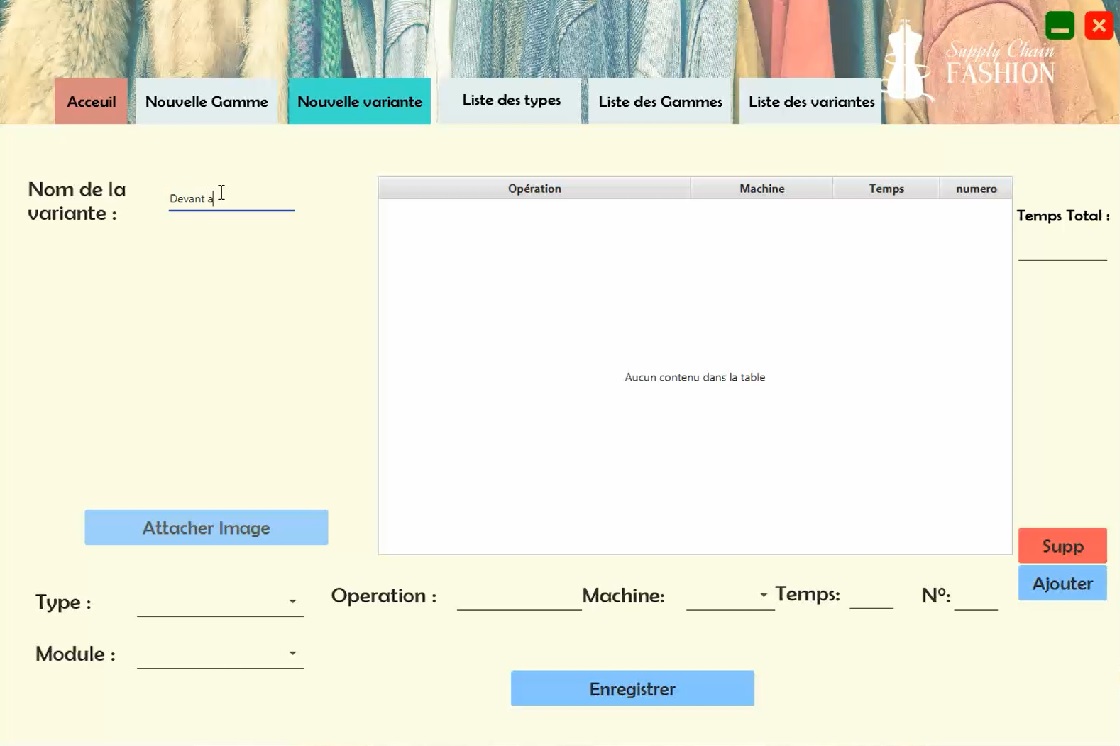 Supply Chain
FASHION
Acceuil
Nouvelle Gamme
Nouvelle variante
Liste des types
Liste des Gammes
Liste des variantes
Nom de la
variante :
Devant a
Opération
Machine
Temps
numero
Aucun contenu dans la table
Temps Total :
Attacher Image
Supp
Ajouter
Type :
Operation :
Machine:
Temps:
Nº:
Module :
Enregistrer